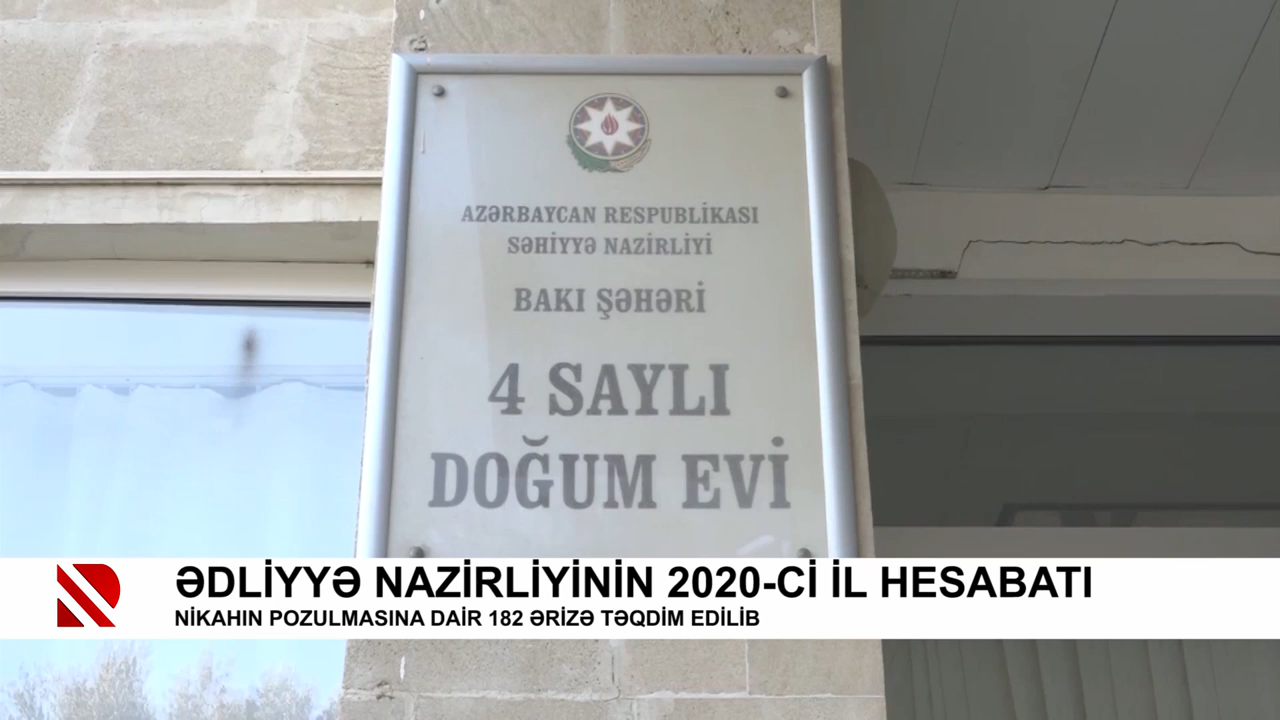 AZƏRBAYCAN RESPUBLİKASI
SƏHİYYƏ NAZİRLİYİ
BAKI ŞƏHƏRİ
4 SAYLI
DOĞUM EVİ
ƏDLİYYƏ NAZİRLİYİNİN 2020-Cİ İL HESABATI
NİKAHIN POZULMASINA DAİR 182 ƏRİZƏ TƏQDİM EDİLİB